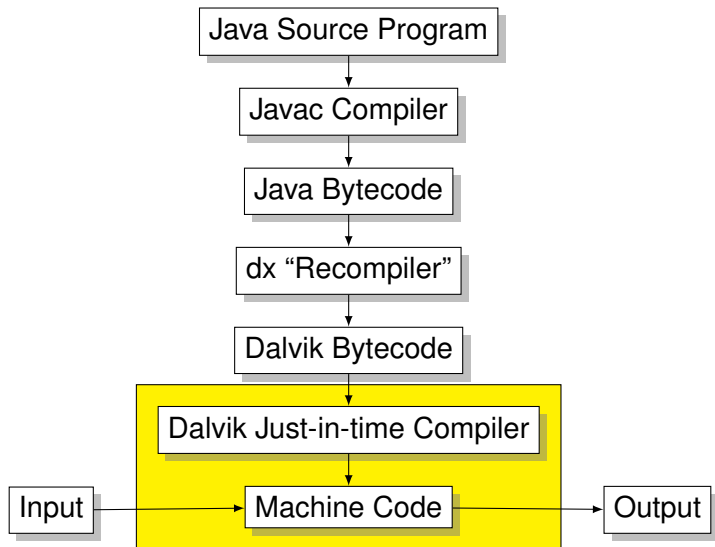 Java Source Program
Javac Compiler
Java Bytecode
dx “Recompiler”
Dalvik Bytecode
Dalvik Just-in-time Compiler
Input
Machine Code
Output